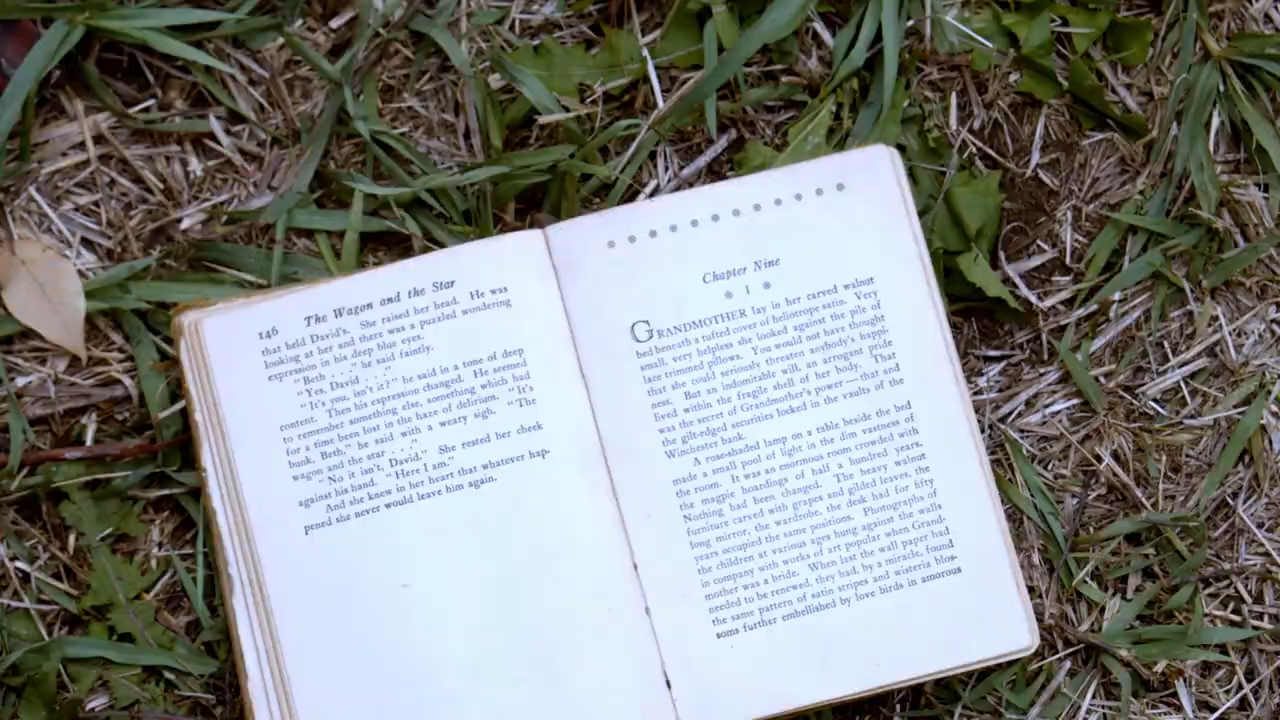 146 The Wagon and the Star
that held David's. She raised her head. He was
looking at her and there was a puzzled wondering
expression in his deep blue eyes.
"Beth . . ." he said faintly.
"Yes, David . . ."
"It's you, isn't it?" he said in a tone of deep
content. Then his expression changed. He seemed
to remember something else, something which had
for a time been lost in the haze of delirium. "It's
bunk, Beth," he said with a weary sigh. "The
wagon and the star . . ."
"No it isn't, David." She rested her cheek
against his hand. "Here I am."
And she knew in her heart that whatever hap-
pened she never would leave him again.
Chapter Nine
I
GRANDMOTHER lay in her carved walnut
bed beneath a tufted cover of heliotrope satin. Very
small, very helpless she looked against the pile of
lace trimmed pillows. You would not have thought
that she could seriously threaten anybody's happi-
ness. But an indomitable will, an arrogant pride
lived within the fragile shell of her body. That
was the secret of Grandmother's power—that and
the gilt-edged securities locked in the vaults of the
Winchester bank.
A rose-shaded lamp on a table beside the bed
made a small pool of light in the dim vastness of
the room. It was an enormous room crowded with
the magpie hoardings of half a hundred years.
Nothing had been changed. The heavy walnut
furniture carved with grapes and gilded leaves, the
long mirror, the wardrobe, the desk had for fifty
years occupied the same positions. Photographs of
the children at various ages hung against the walls
in company with works of art popular when Grand-
mother was a bride. When last the wall paper had
needed to be renewed, they had, by a miracle, found
the same pattern of satin stripes and wisteria blos-
soms further embellished by love birds in amorous